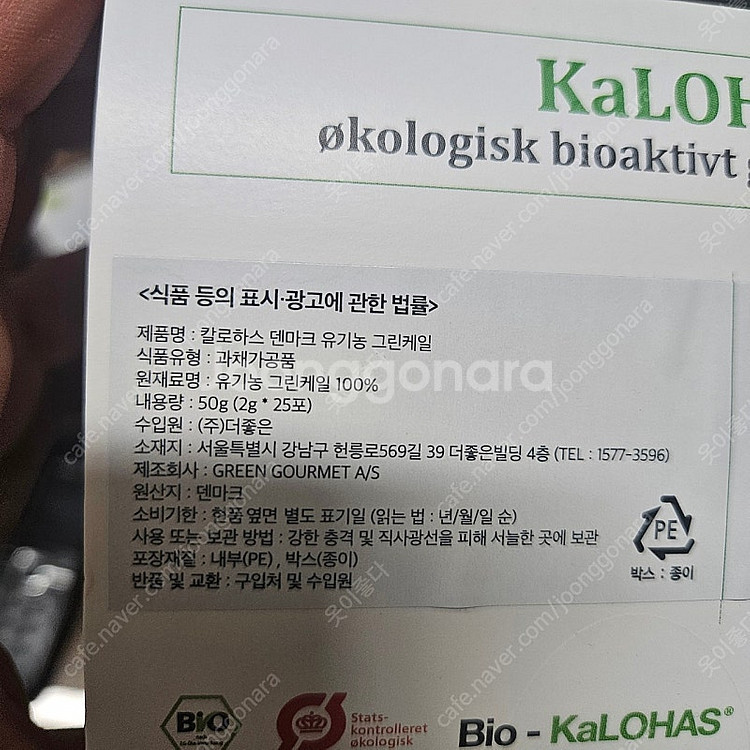 KaLOH
økologisk bioaktivt
<식품 등의 표시·광고에 관한 법률>
제품명 : 칼로하스 덴마크 유기농 그린케일
식품유형 : 과채가공품
원재료명 : 유기농 그린케일 100%
내용량 : 50g (2g * 25포)
수입원 : (주)더좋은
소재지 : 서울특별시 강남구 헌릉로569길 39 더좋은빌딩 4층 (TEL : 1577-3596)
제조회사 : GREEN GOURMET A/S
원산지 : 덴마크
소비기한 : 현품 옆면 별도 표기일 (읽는 법 : 년/월/일 순)
사용 또는 보관 방법 : 강한 충격 및 직사광선을 피해 서늘한 곳에 보관
포장재질 : 내부(PE) , 박스(종이)
반품 및 교환 : 구입처 및 수입원
PE
박스 : 종이
BIO
Stats-
kontrolleret
økologisk
Bio - KaLOHAS®
joonggonara
cafe.naver.com/joonggonara
옷이좋다